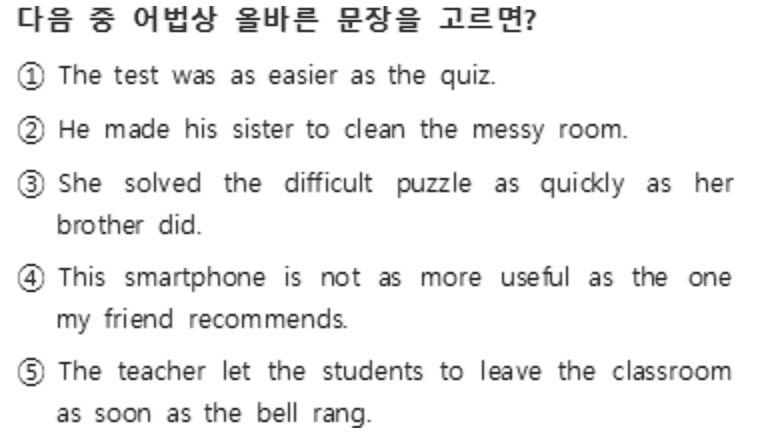 다음 중 어법상 올바른 문장을 고르면?
① The test was as easier as the quiz.
② He made his sister to clean the messy room.
③ She solved the difficult puzzle as quickly as her
brother did.
④ This smartphone is not as more useful as the one
my friend recommends.
⑤ The teacher let the students to leave the classroom
as soon as the bell rang.